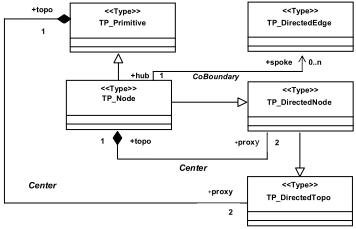 +topo
<<Type>>
TP_Primitive
1
<<Type>>
TP_DirectedEdge
+spoke
0..n
+hub
1
CoBoundary
<<Type>>
TP_Node
<<Type>>
TP_DirectedNode
1
+topo
+proxy
2
Center
Center
+proxy
2
<<Type>>
TP_DirectedTopo